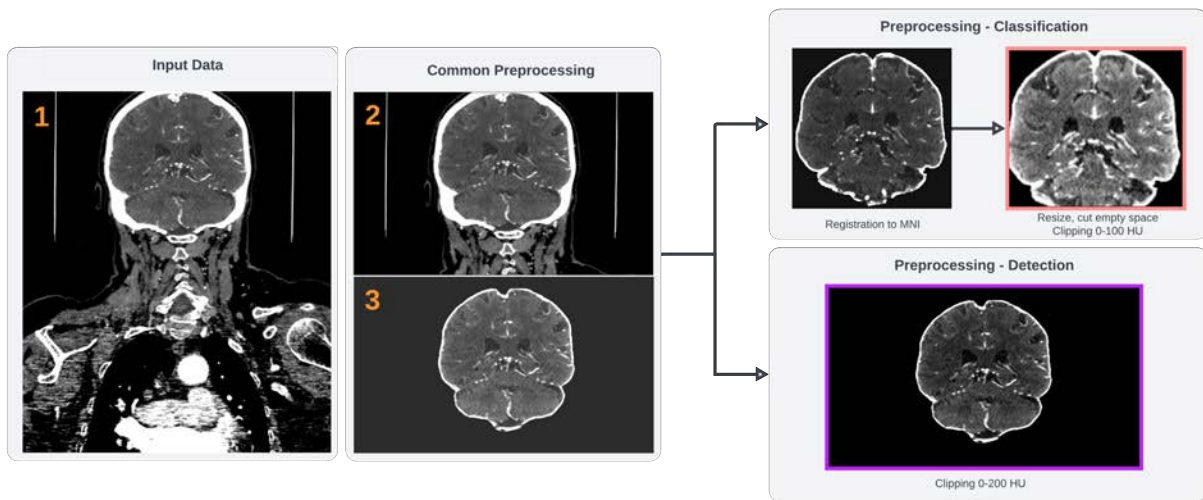 Input Data
1
Common Preprocessing
2
3
Preprocessing - Classification
Registration to MNI
Resize, cut empty space
Clipping 0-100 HU
Preprocessing - Detection
Clipping 0-200 HU